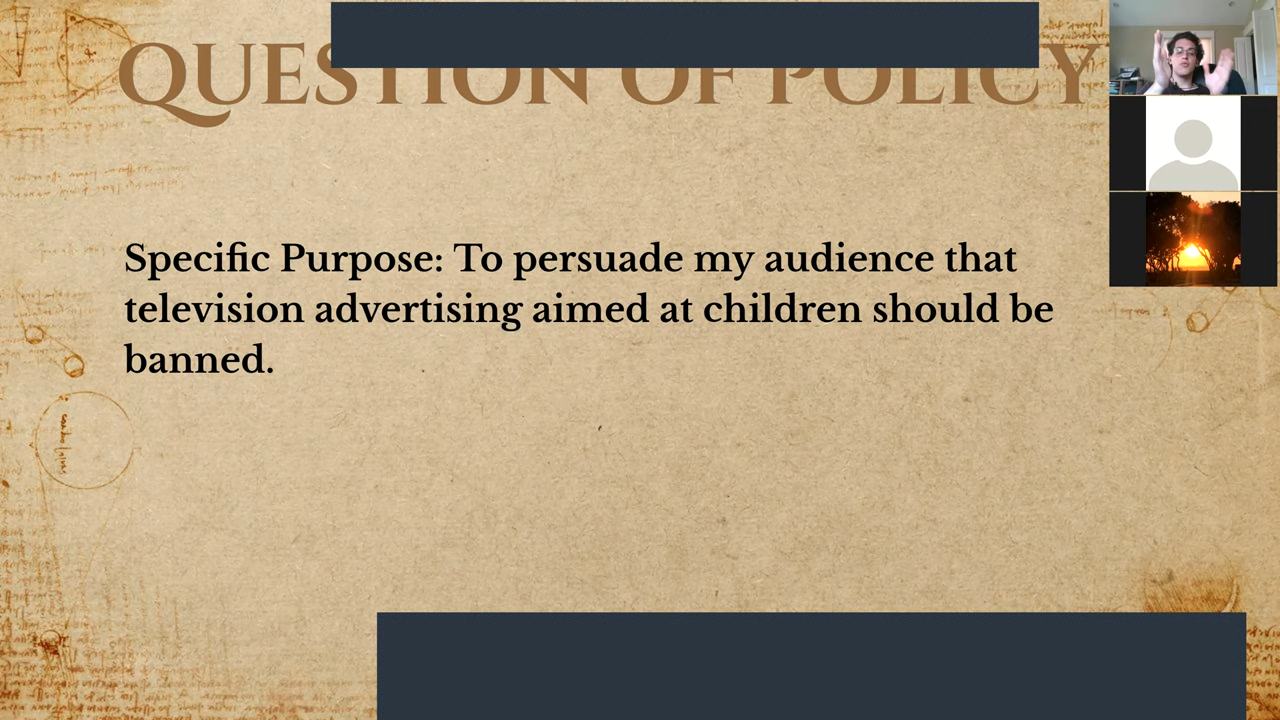 QUESTION OF POLICY
Specific Purpose: To persuade my audience that
television advertising aimed at children should be
banned.